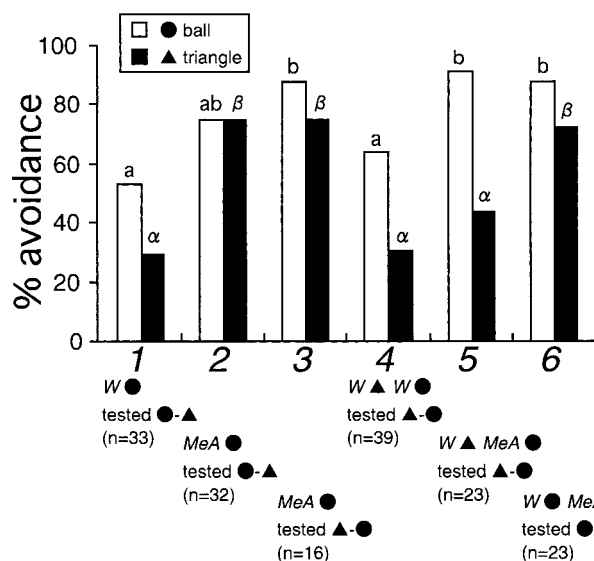 ball
triangle
% avoidance
100
80
60
40
20
0
a
α
ab
β
b
β
a
α
b
α
b
β
1 2 3 4 5 6
W ●
tested ●-▲
(n=33)
MeA ●
tested ●-▲
(n=32)
MeA ●
tested ▲-●
(n=16)
W ▲ W ●
tested ▲-●
(n=39)
W ▲ MeA ●
tested ▲-●
(n=23)
W ● MeA
tested ●
(n=23)